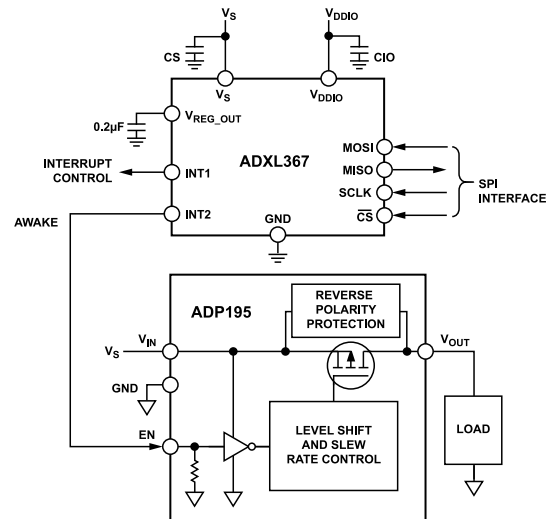 VS
VDDIO
CS
CIO
VS
VDDIO
VREG_OUT
0.2µF
ADXL367
MOSI
MISO
SCLK
CS
SPI
INTERFACE
INTERRUPT
CONTROL
INT1
AWAKE
INT2
GND
ADP195
REVERSE
POLARITY
PROTECTION
VIN
VS
VOUT
GND
EN
LEVEL SHIFT
AND SLEW
RATE CONTROL
LOAD